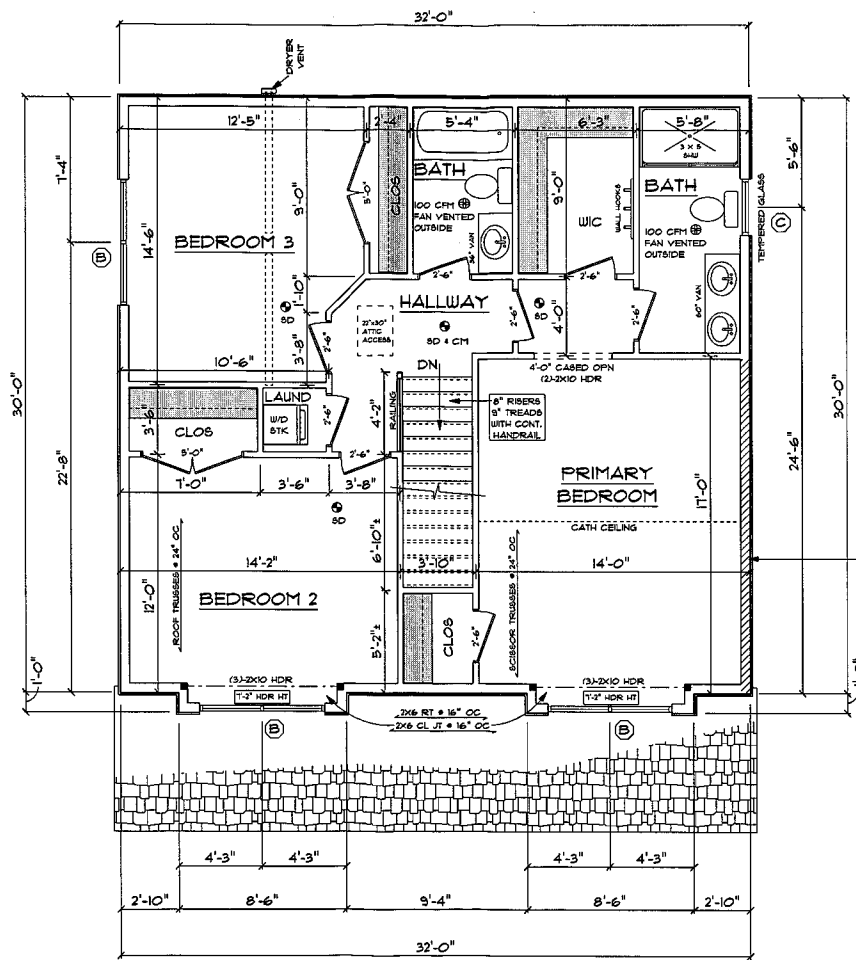 32'-0"
DRYER
VENT
12'-5"
2'-4"
5'-4"
6'-3"
5'-8"
3 X 5
SHW
7'-4"
5'-6"
BATH
100 CFM
FAN VENTED
OUTSIDE
36" VAN
CLOS
5'-0"
9'-0"
9'-0"
WIC
WALL HOOKS
BATH
100 CFM
FAN VENTED
OUTSIDE
60" VAN
TEMPERED GLASS
C
B
BEDROOM 3
14'-6"
1'-10"
SD
3'-8"
2'-6"
2'-6"
2'-6"
2'-6"
2'-6"
HALLWAY
22"x30"
ATTIC
ACCESS
SD & CM
SD
4'-0"
DN
4'-0" CASED OPN
(2)-2X10 HDR
10'-6"
30'-0"
22'-8"
30'-0"
24'-6"
3'-6"
CLOS
5'-0"
LAUND
W/D
STK
2'-6"
4'-2"
RAILING
8" RISERS
9" TREADS
WITH CONT.
HANDRAIL
2'-6"
7'-0"
3'-6"
3'-8"
SD
PRIMARY
BEDROOM
17'-0"
CATH CEILING
6'-10"±
14'-2"
3'-10"
14'-0"
ROOF TRUSSES @ 24" OC
12'-0"
BEDROOM 2
5'-2"±
CLOS
2'-6"
SCISSOR TRUSSES @ 24" OC
1'-0"
(3)-2X10 HDR
7'-2" HDR HT
(3)-2X10 HDR
7'-2" HDR HT
2X6 RT @ 16" OC
2X6 CL JT @ 16" OC
B
B
4'-3"
4'-3"
4'-3"
4'-3"
2'-10"
8'-6"
9'-4"
8'-6"
2'-10"
32'-0"